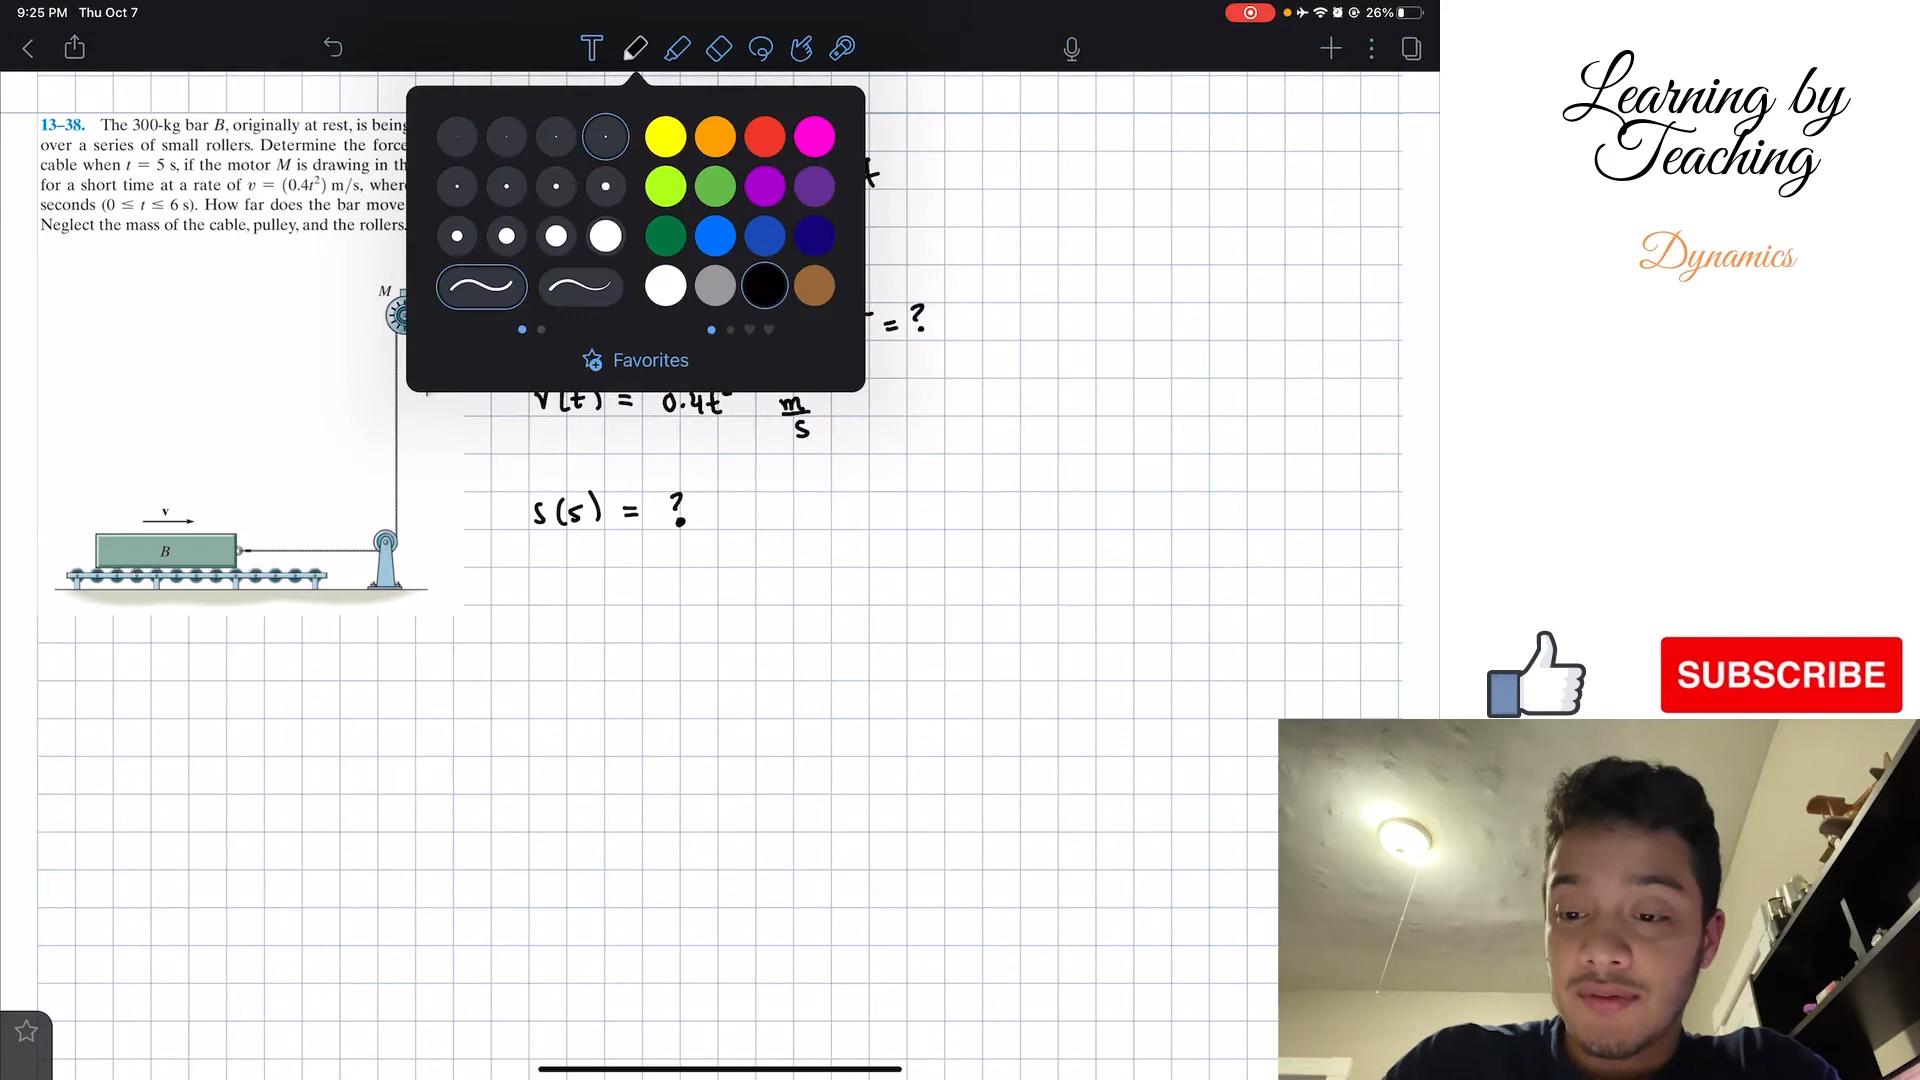 9:25 PM Thu Oct 7
26%
T
13–38. The 300-kg bar B, originally at rest, is being
over a series of small rollers. Determine the force
cable when t = 5 s, if the motor M is drawing in th
for a short time at a rate of v = (0.4t²) m/s, wher
seconds (0 ≤ t ≤ 6 s). How far does the bar move
Neglect the mass of the cable, pulley, and the rollers.
M
= ?
Favorites
v(t) = 0.4t² m/s
s(5) = ?
v
B
Learning by
Teaching
Dynamics
SUBSCRIBE